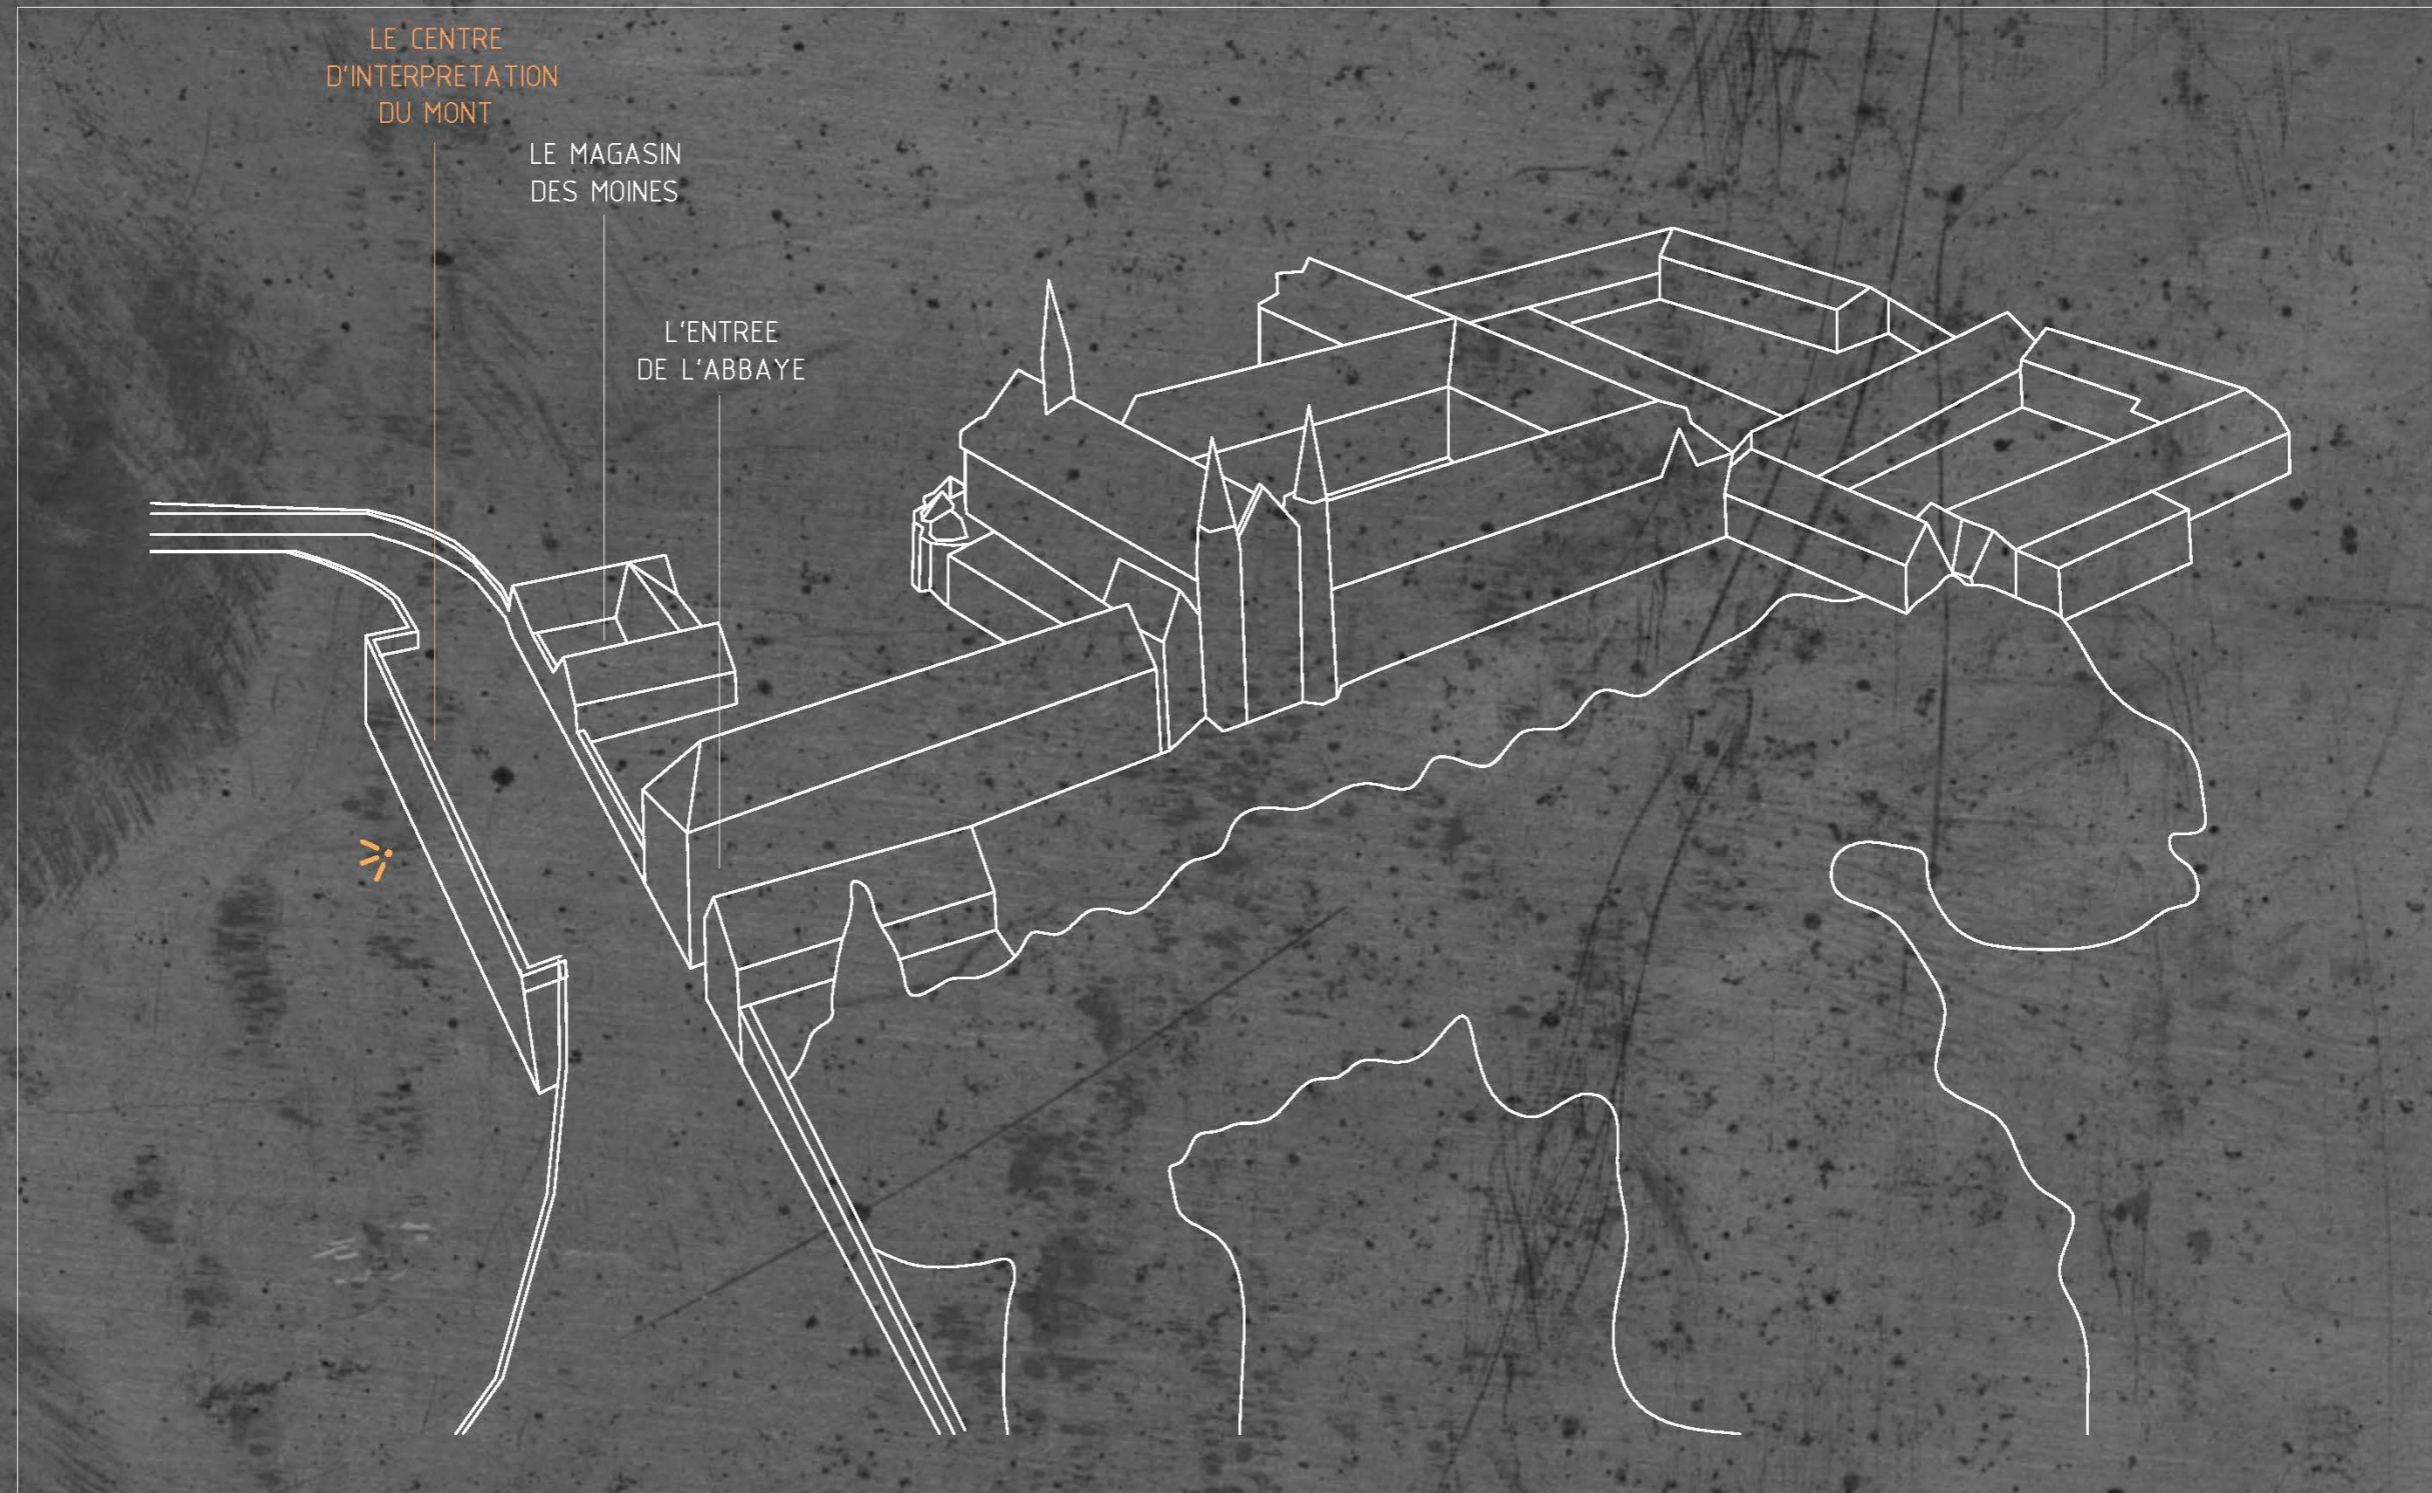 LE CENTRE
D'INTERPRETATION
DU MONT
LE MAGASIN
DES MOINES
L'ENTREE
DE L'ABBAYE